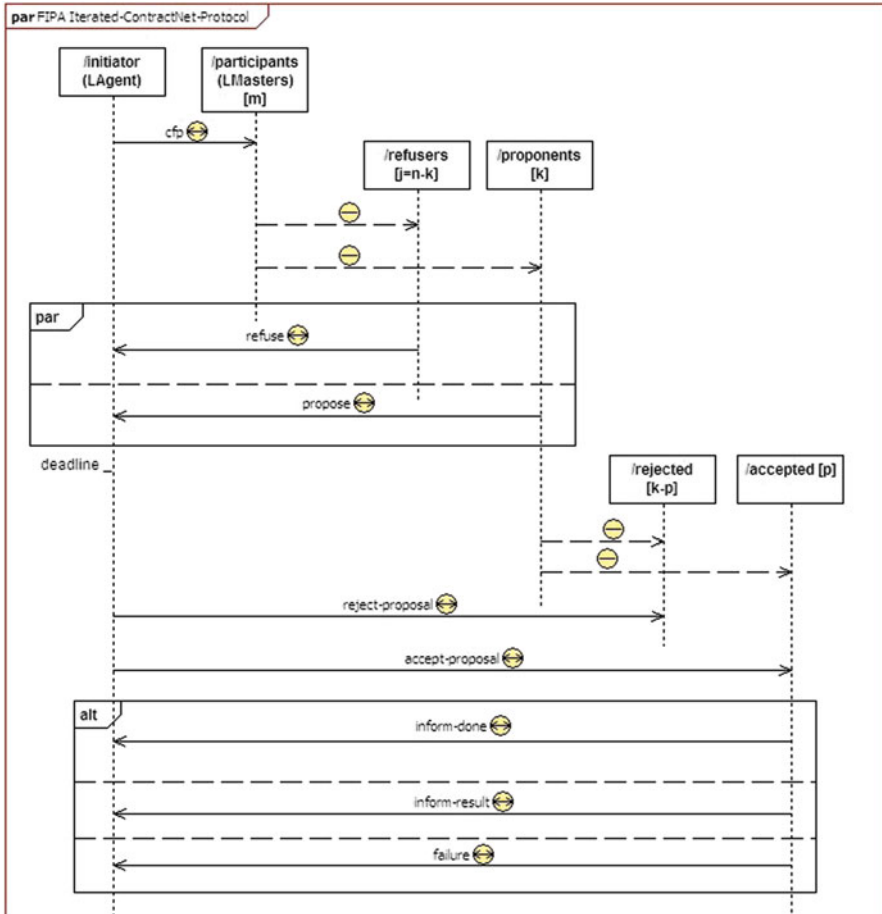 par FIPA Iterated-ContractNet-Protocol
/initiator
(LAgent)
/participants
(LMasters)
[m]
cfp
/refusers
[j=n-k]
/proponents
[k]
par
refuse
propose
deadline
/rejected
[k-p]
/accepted [p]
reject-proposal
accept-proposal
alt
inform-done
inform-result
failure